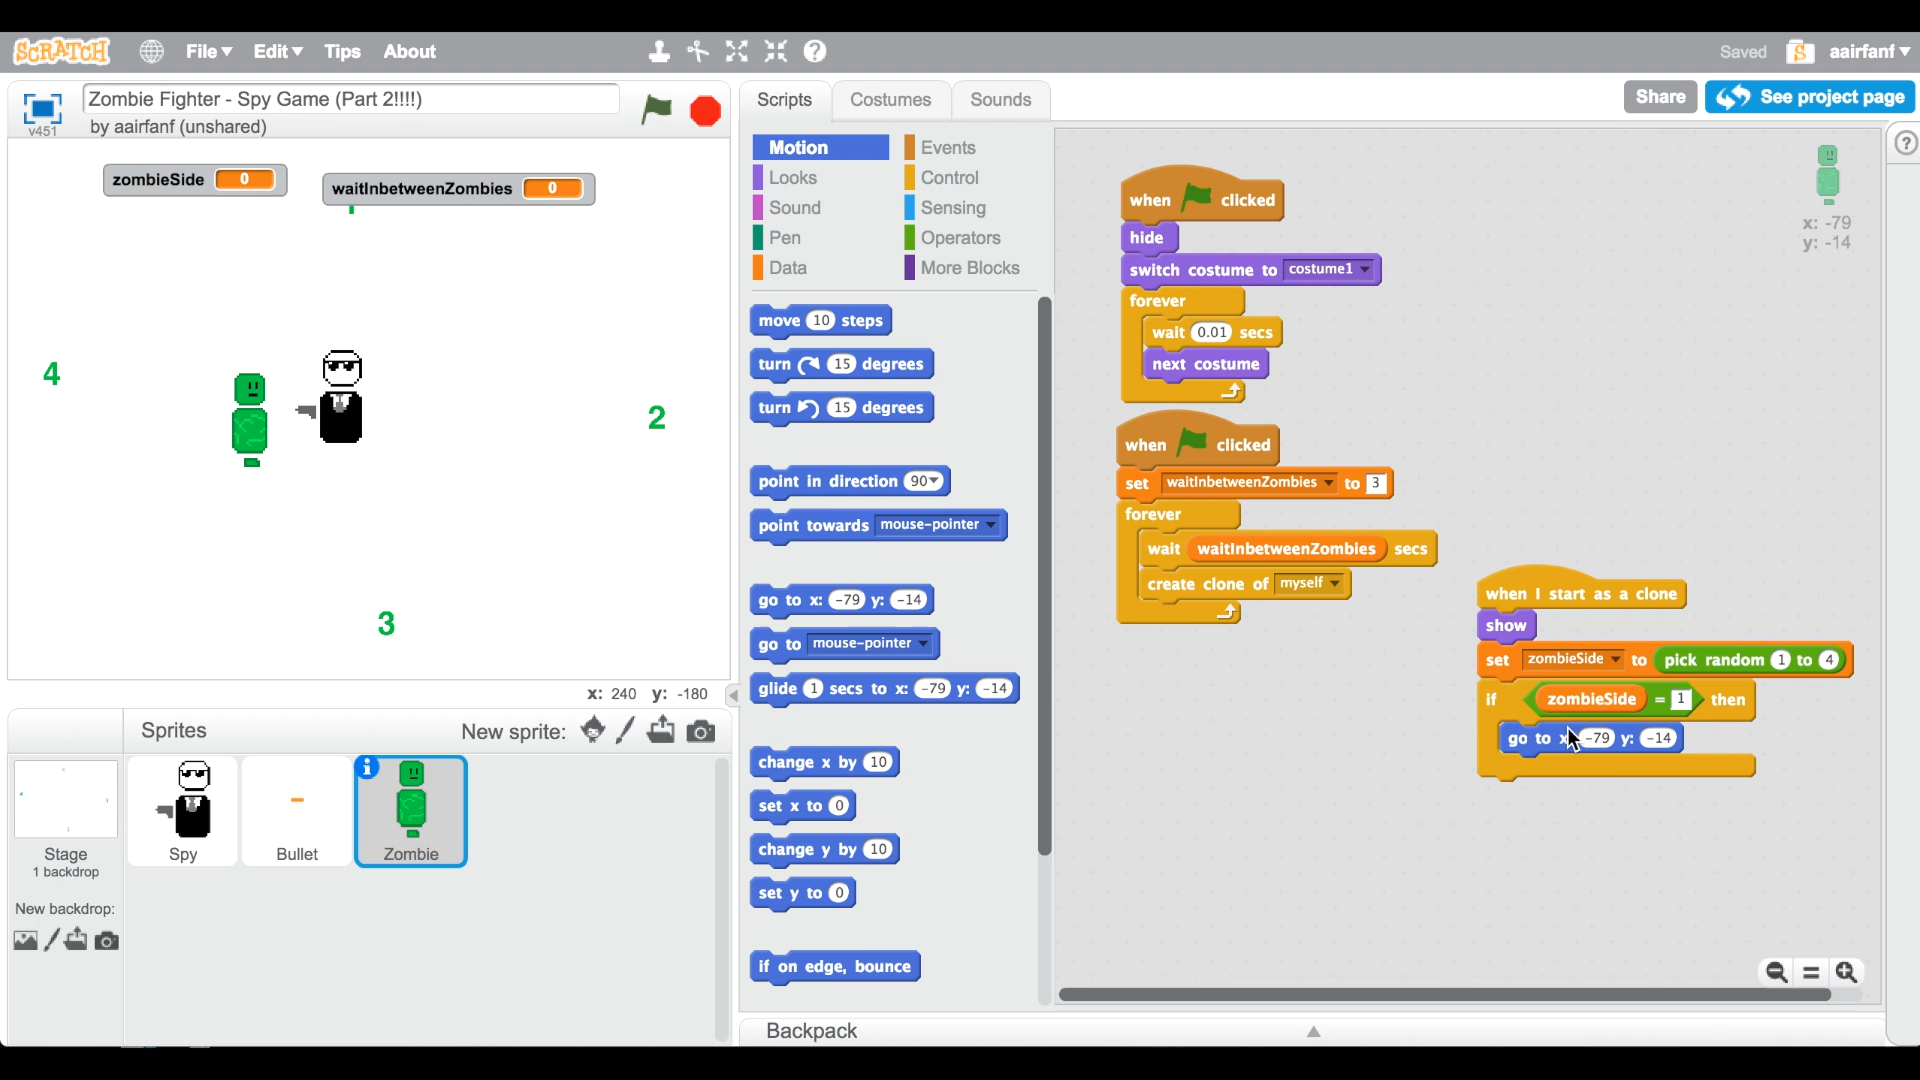 SCRATCH File Edit Tips About Saved aairfanf
v451
Zombie Fighter - Spy Game (Part 2!!!!)
by aairfanf (unshared)
Scripts Costumes Sounds
Share See project page
zombieSide 0
waitInbetweenZombies 0
4
2
3
x: 240 y: -180
Sprites New sprite:
Stage
1 backdrop
New backdrop:
Spy
Bullet
Zombie
Motion Events
Looks Control
Sound Sensing
Pen Operators
Data More Blocks
move 10 steps
turn 15 degrees
turn 15 degrees
point in direction 90
point towards mouse-pointer
go to x: -79 y: -14
go to mouse-pointer
glide 1 secs to x: -79 y: -14
change x by 10
set x to 0
change y by 10
set y to 0
if on edge, bounce
when clicked
hide
switch costume to costume1
forever
wait 0.01 secs
next costume
when clicked
set waitInbetweenZombies to 3
forever
wait waitInbetweenZombies secs
create clone of myself
when I start as a clone
show
set zombieSide to pick random 1 to 4
if zombieSide = 1 then
go to x -79 y: -14
x: -79
y: -14
Backpack